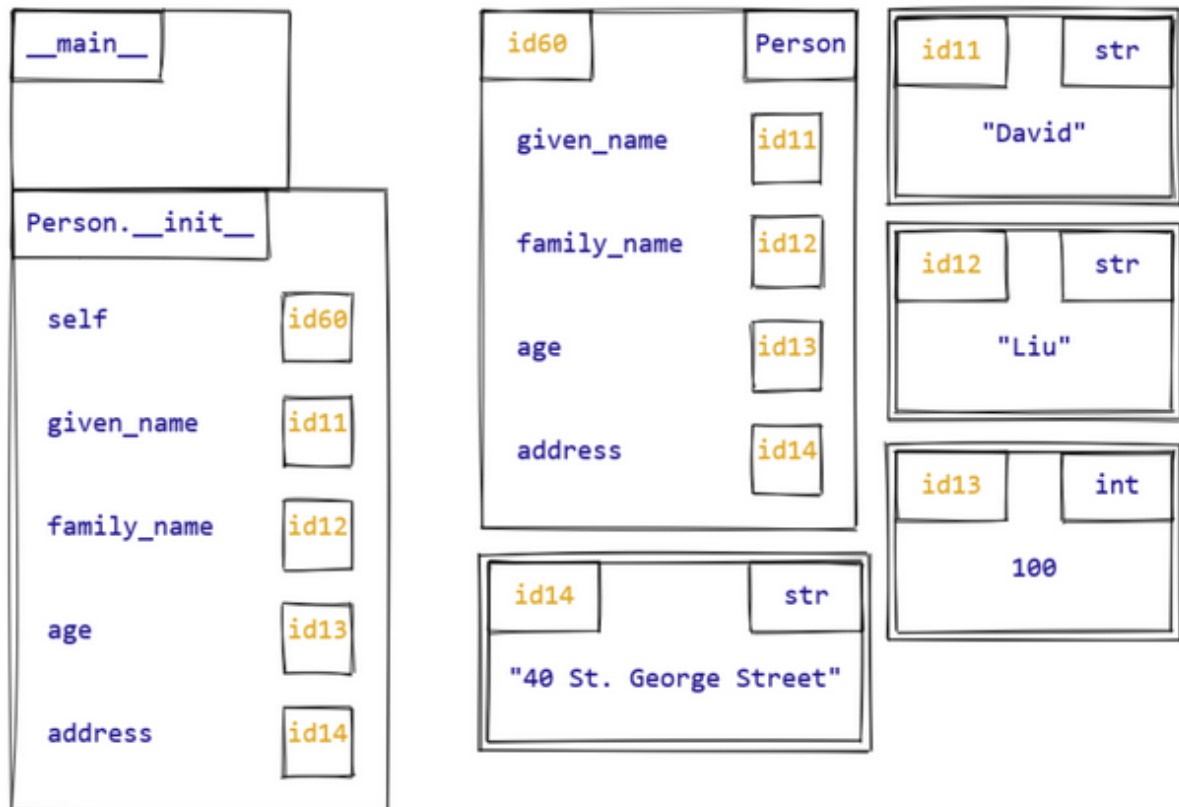 __main__
Person.__init__
self id60
given_name id11
family_name id12
age id13
address id14
id60 Person
given_name id11
family_name id12
age id13
address id14
id14 str
"40 St. George Street"
id11 str
"David"
id12 str
"Liu"
id13 int
100